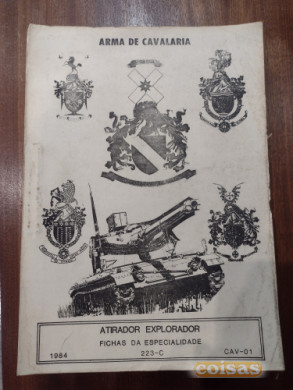 ARMA DE CAVALARIA
ATIRADOR EXPLORADOR
FICHAS DA ESPECIALIDADE
1984 223-C CAV-01
coisas